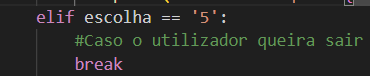 elif escolha == '5':
#Caso o utilizador queira sair
break